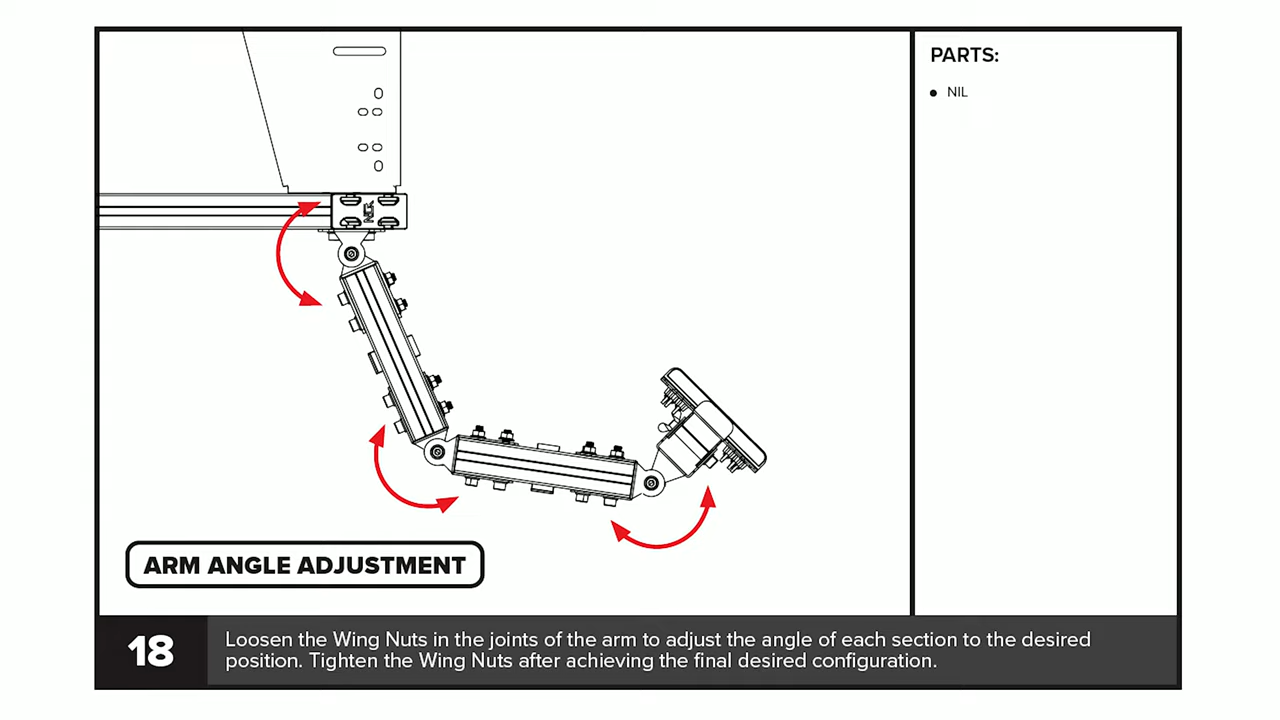 PARTS:
● NIL
ARM ANGLE ADJUSTMENT
18
Loosen the Wing Nuts in the joints of the arm to adjust the angle of each section to the desired
position. Tighten the Wing Nuts after achieving the final desired configuration.